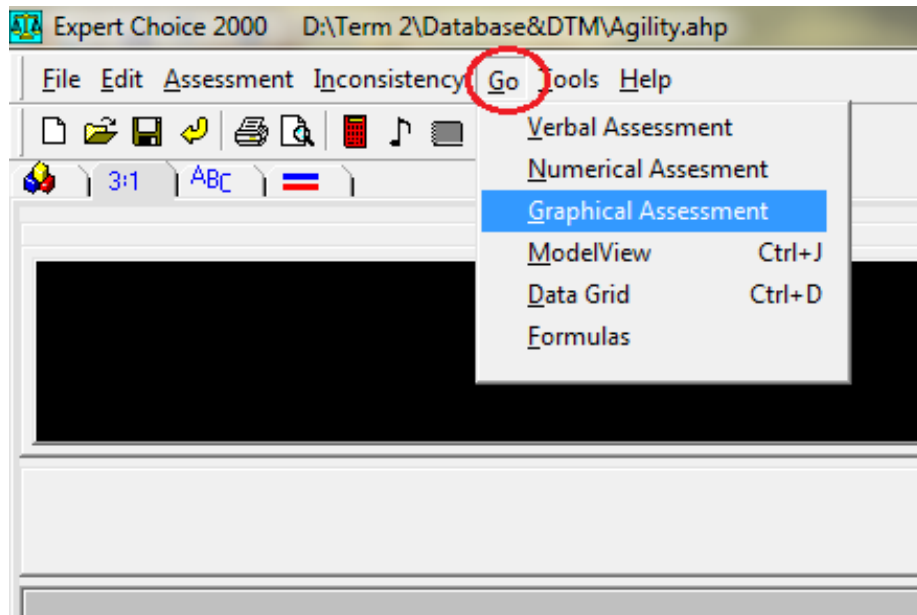 Expert Choice 2000 D:\Term 2\Database&DTM\Agility.ahp
File Edit Assessment Inconsistency Go Tools Help
3:1 ABC
Verbal Assessment
Numerical Assesment
Graphical Assessment
ModelView Ctrl+J
Data Grid Ctrl+D
Formulas